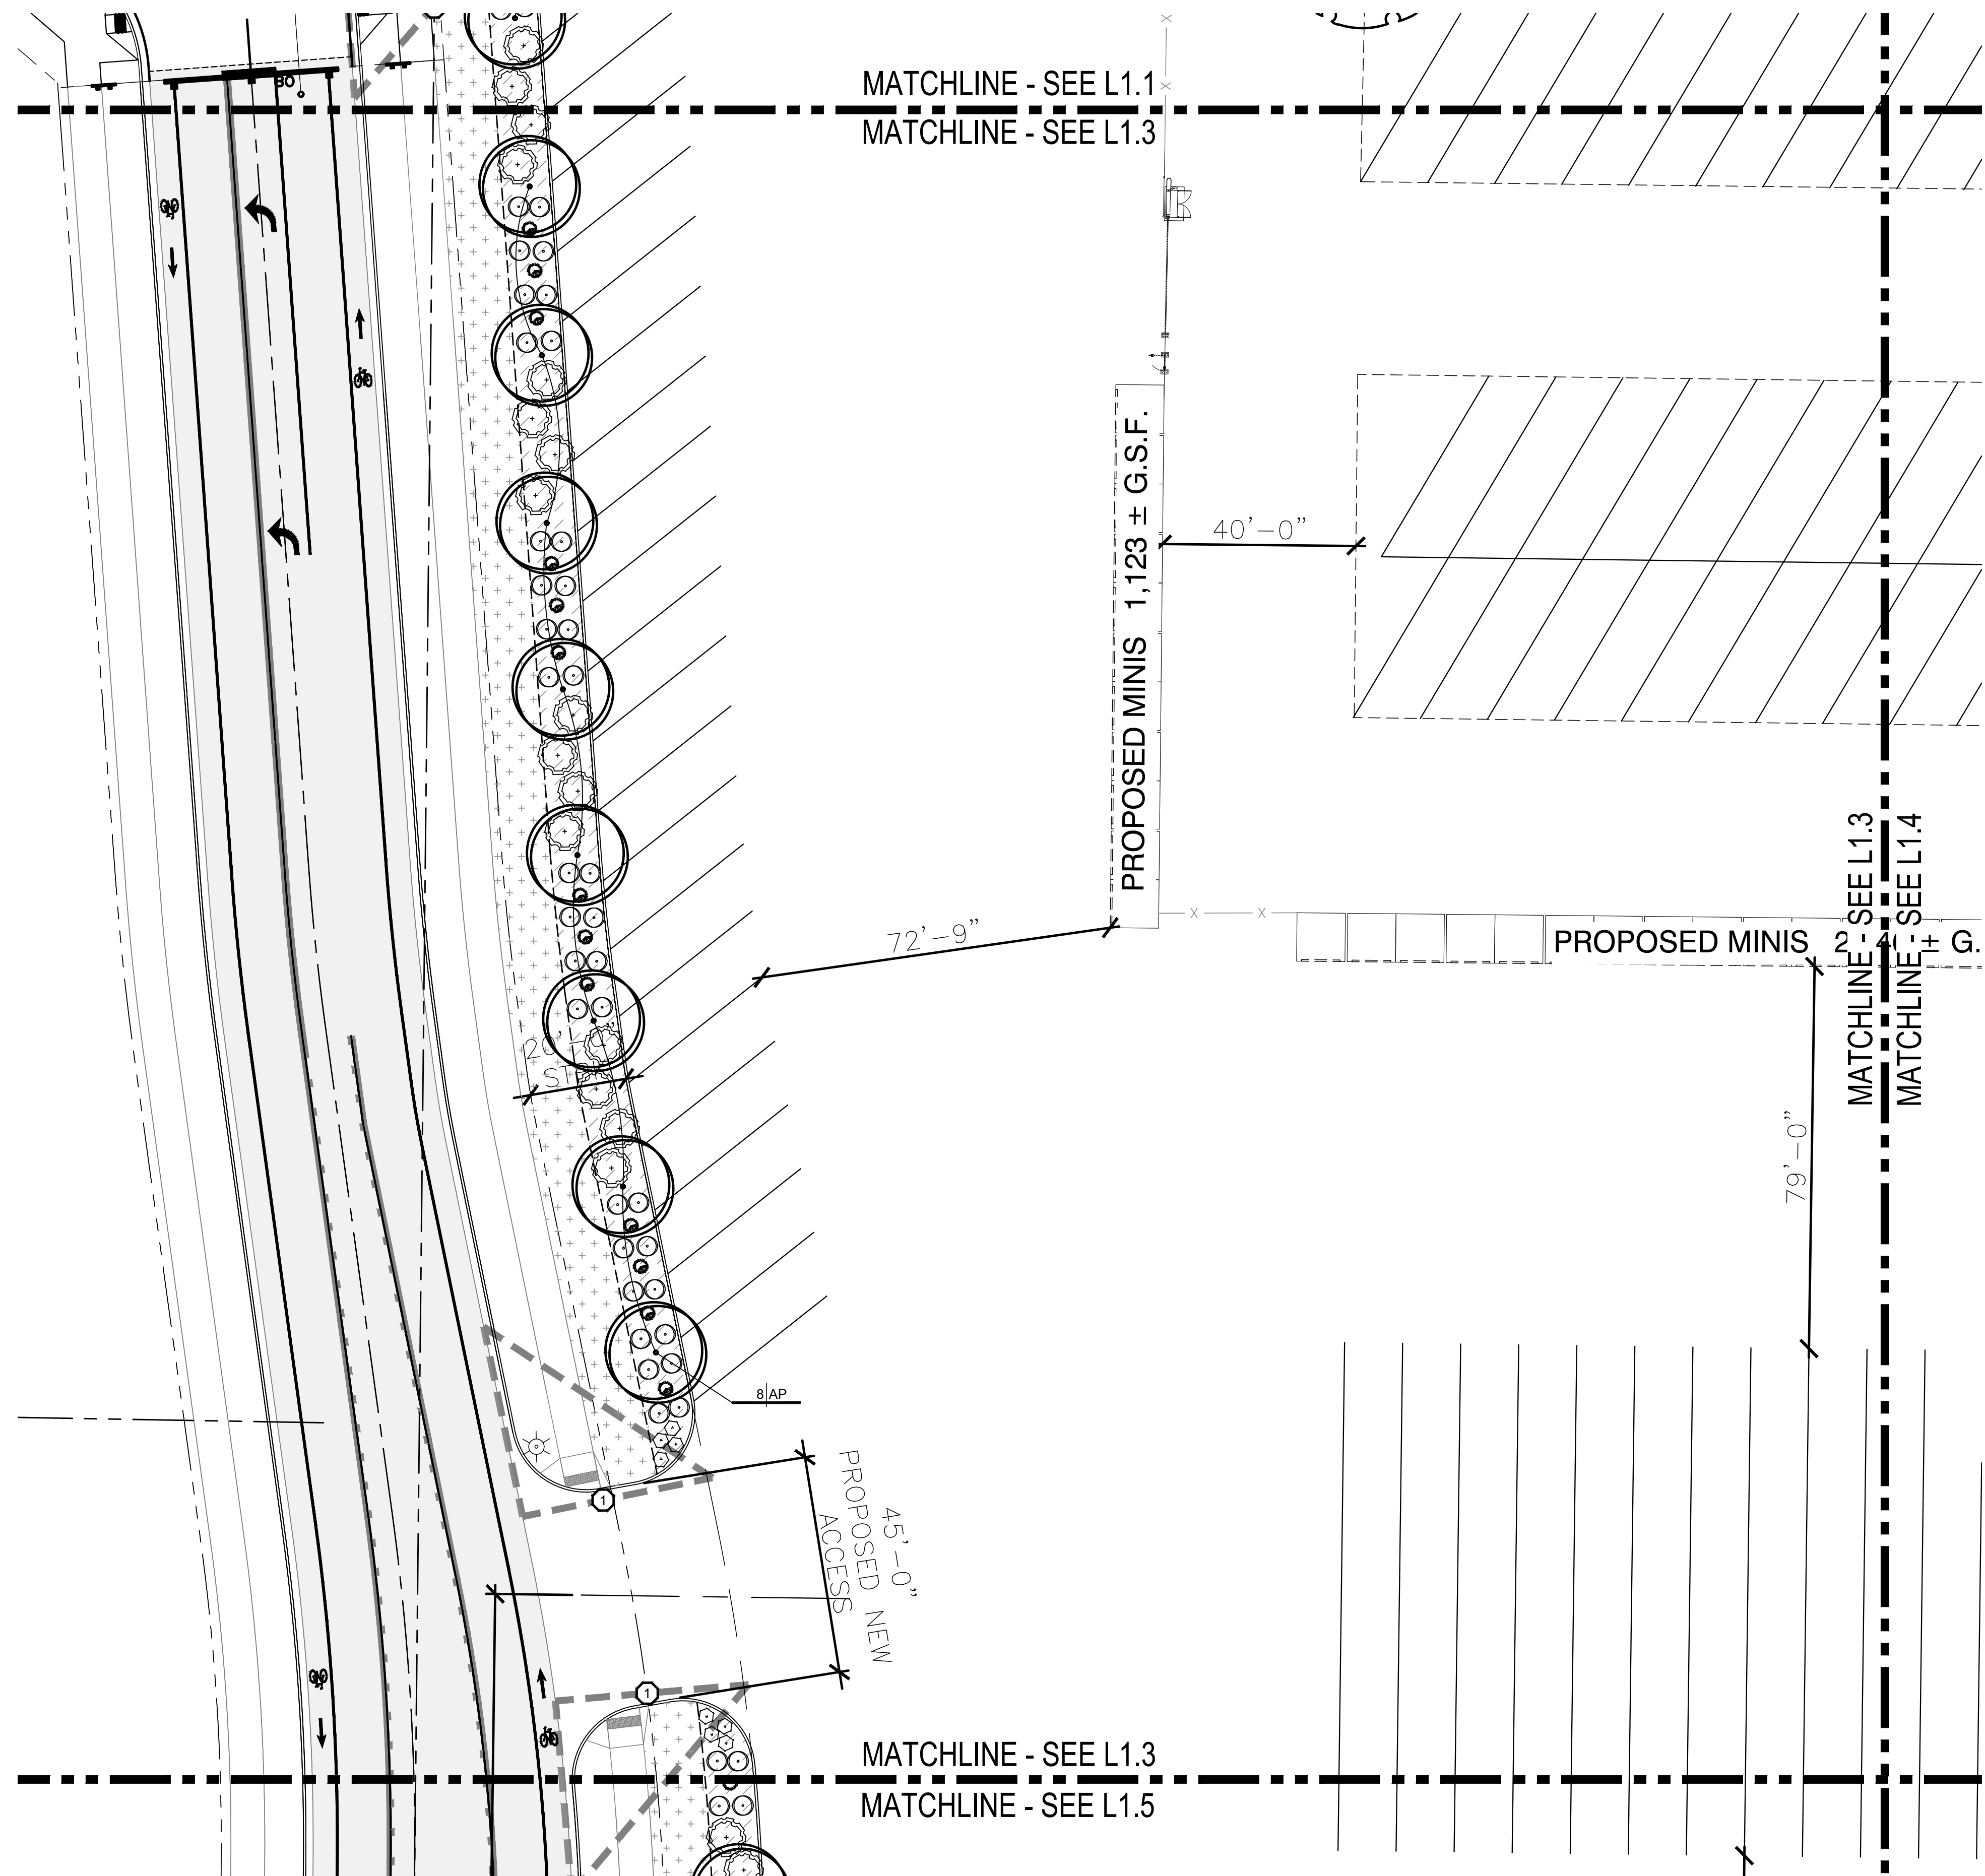 80
MATCHLINE - SEE L1.1
MATCHLINE - SEE L1.3
PROPOSED MINIS 1,123 ± G.S.F.
40'-0"
72'-9"
PROPOSED MINIS 2 ± G.
MATCHLINE - SEE L1.3
MATCHLINE - SEE L1.4
79'-0"
8 AP
45'-0"
PROPOSED NEW
ACCESS
1
1
MATCHLINE - SEE L1.3
MATCHLINE - SEE L1.5